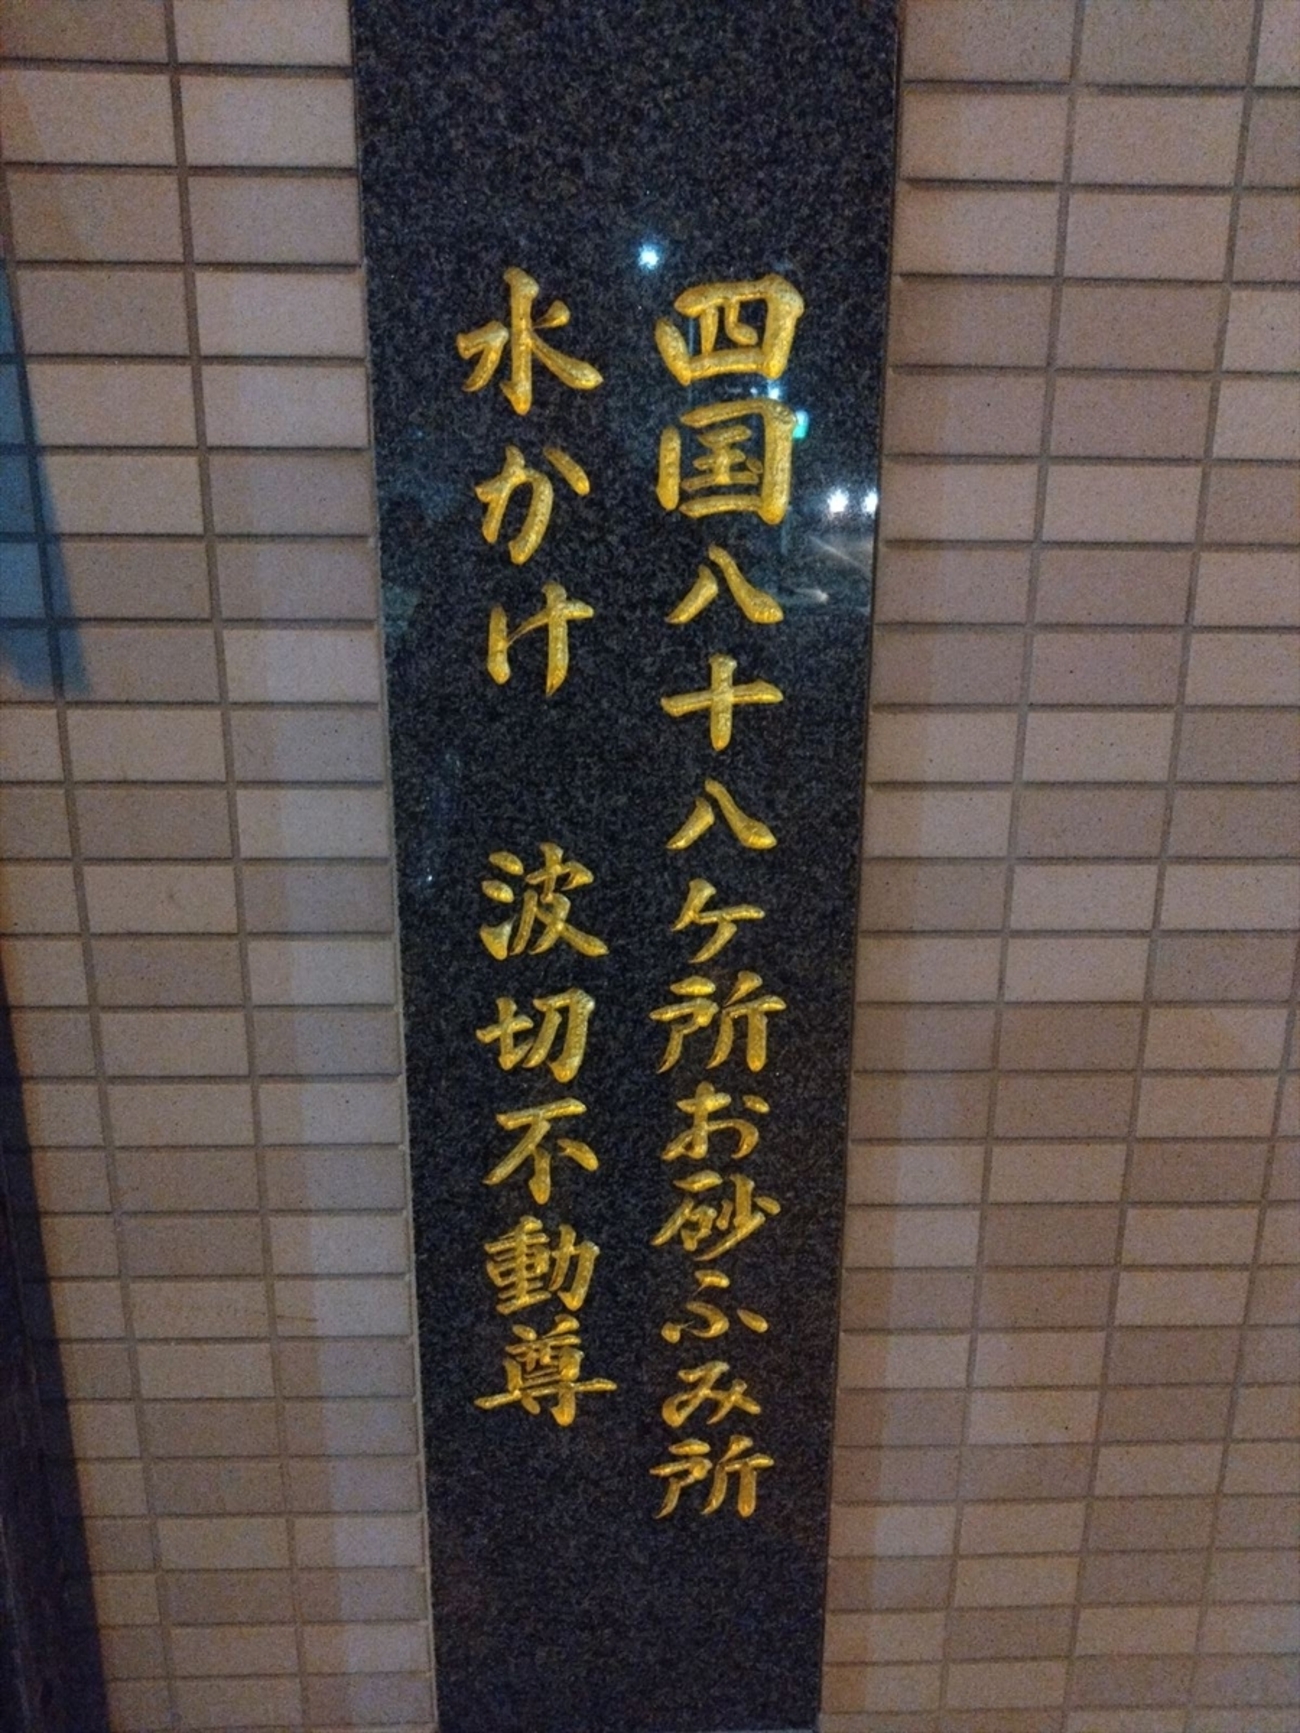 四国八十八ケ所お砂ふみ所
水かけ 波切不動尊